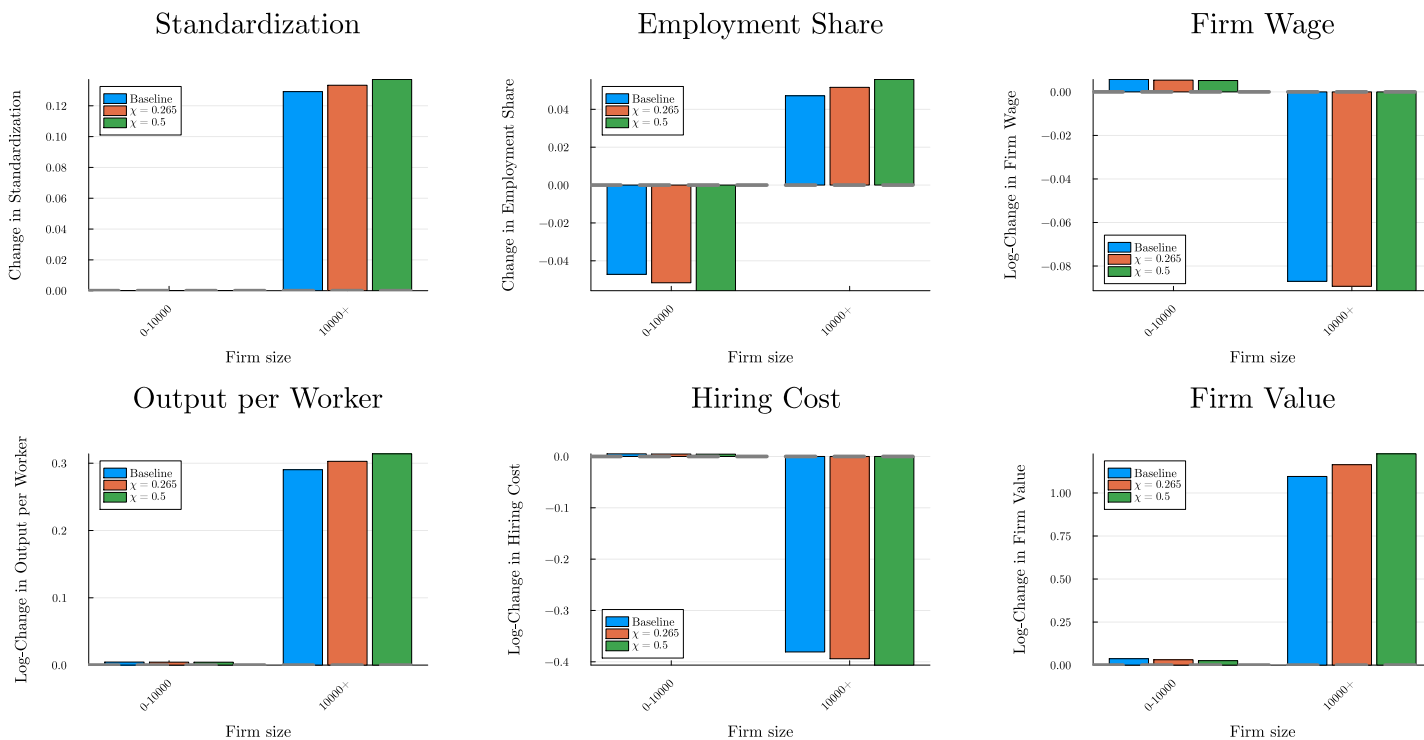 Standardization
Change in Standardization
0.12
0.10
0.08
0.06
0.04
0.02
0.00
Baseline
χ = 0.265
χ = 0.5
0-10000
10000+
Firm size
Employment Share
Change in Employment Share
0.04
0.02
0.00
−0.02
−0.04
Baseline
χ = 0.265
χ = 0.5
0-10000
10000+
Firm size
Firm Wage
Log-Change in Firm Wage
0.00
−0.02
−0.04
−0.06
−0.08
Baseline
χ = 0.265
χ = 0.5
0-10000
10000+
Firm size
Output per Worker
Log-Change in Output per Worker
0.3
0.2
0.1
0.0
Baseline
χ = 0.265
χ = 0.5
0-10000
10000+
Firm size
Hiring Cost
Log-Change in Hiring Cost
0.0
−0.1
−0.2
−0.3
−0.4
Baseline
χ = 0.265
χ = 0.5
0-10000
10000+
Firm size
Firm Value
Log-Change in Firm Value
1.00
0.75
0.50
0.25
0.00
Baseline
χ = 0.265
χ = 0.5
0-10000
10000+
Firm size